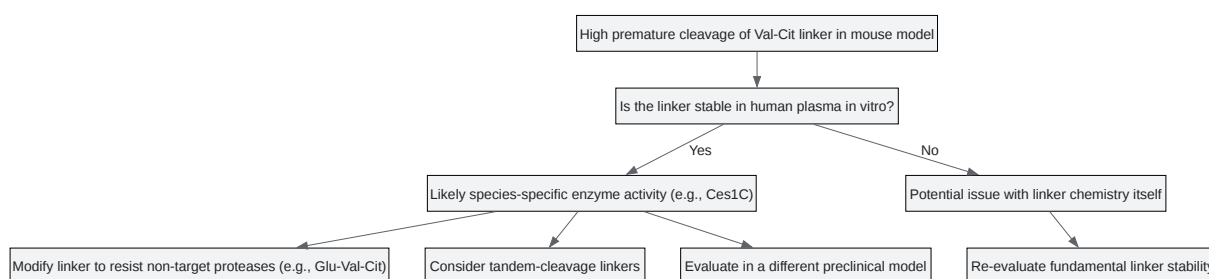 High premature cleavage of Val-Cit linker in mouse model
Is the linker stable in human plasma in vitro?
Yes
No
Likely species-specific enzyme activity (e.g., Ces1C)
Potential issue with linker chemistry itself
Modify linker to resist non-target proteases (e.g., Glu-Val-Cit)
Consider tandem-cleavage linkers
Evaluate in a different preclinical model
Re-evaluate fundamental linker stability